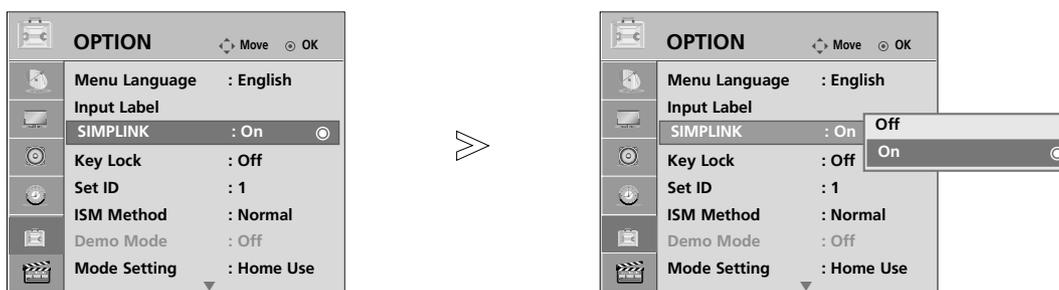 OPTION Move OK
Menu Language : English
Input Label
SIMPLINK : On
Key Lock : Off
Set ID : 1
ISM Method : Normal
Demo Mode : Off
Mode Setting : Home Use
OPTION Move OK
Menu Language : English
Input Label
SIMPLINK : On
Off
On
Key Lock : Off
Set ID : 1
ISM Method : Normal
Demo Mode : Off
Mode Setting : Home Use